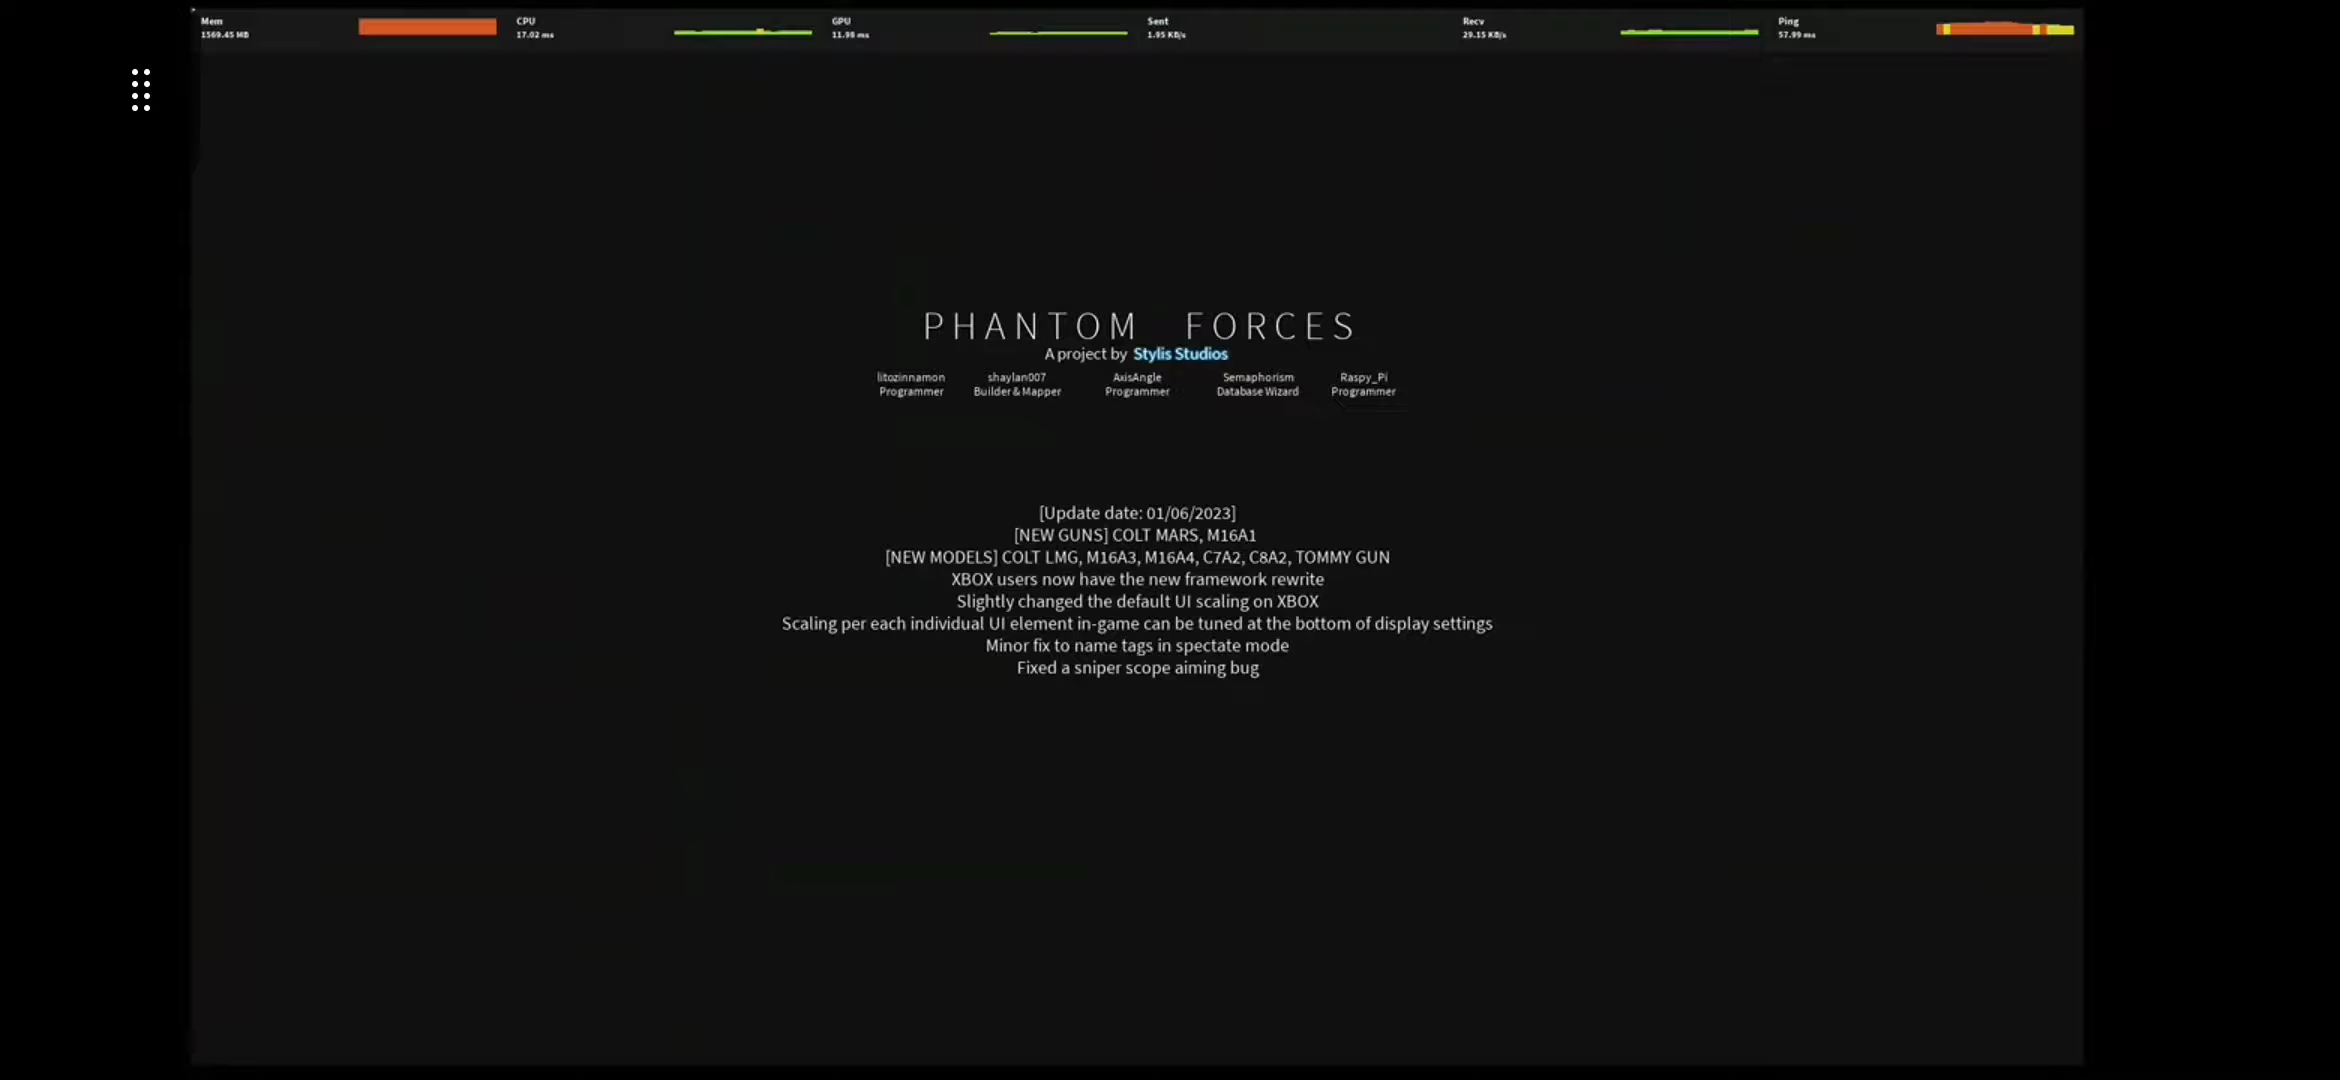 Mem CPU GPU Sent Recv Ping
1569.45 MB 17.02 ms 11.98 ms 1.95 KB/s 29.15 KB/s 57.99 ms
PHANTOM FORCES
A project by Stylis Studios
litozinnamon shaylan007 AxisAngle Semaphorism Raspy_Pi
Programmer Builder & Mapper Programmer Database Wizard Programmer
[Update date: 01/06/2023]
[NEW GUNS] COLT MARS, M16A1
[NEW MODELS] COLT LMG, M16A3, M16A4, C7A2, C8A2, TOMMY GUN
XBOX users now have the new framework rewrite
Slightly changed the default UI scaling on XBOX
Scaling per each individual UI element in-game can be tuned at the bottom of display settings
Minor fix to name tags in spectate mode
Fixed a sniper scope aiming bug